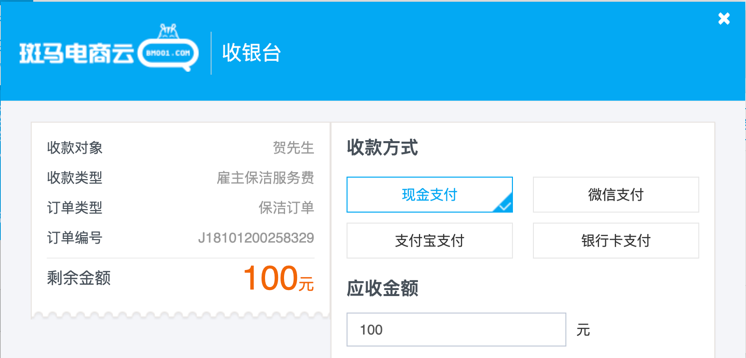 斑马电商云 BM001.COM 收银台
收款对象 贺先生
收款类型 雇主保洁服务费
订单类型 保洁订单
订单编号 J18101200258329
剩余金额 100元
收款方式
现金支付 微信支付
支付宝支付 银行卡支付
应收金额
100 元